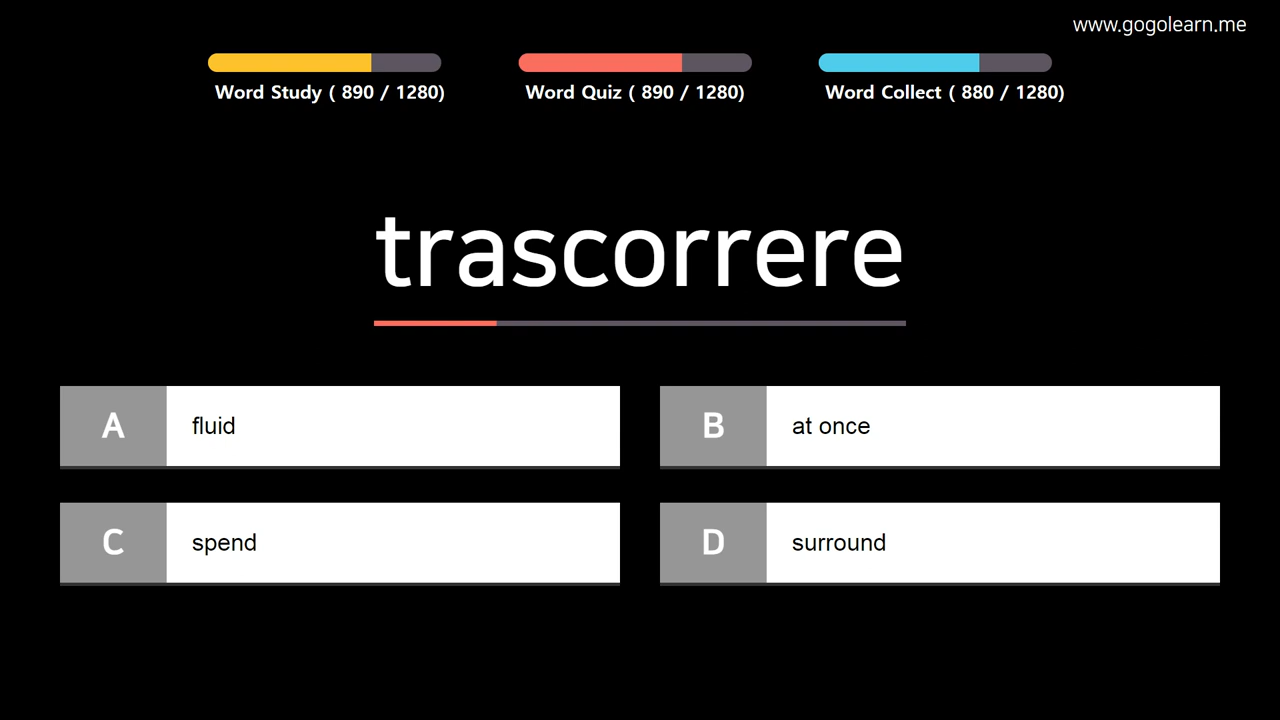 www.gogolearn.me
Word Study ( 890 / 1280)
Word Quiz ( 890 / 1280)
Word Collect ( 880 / 1280)
trascorrere
A fluid
B at once
C spend
D surround